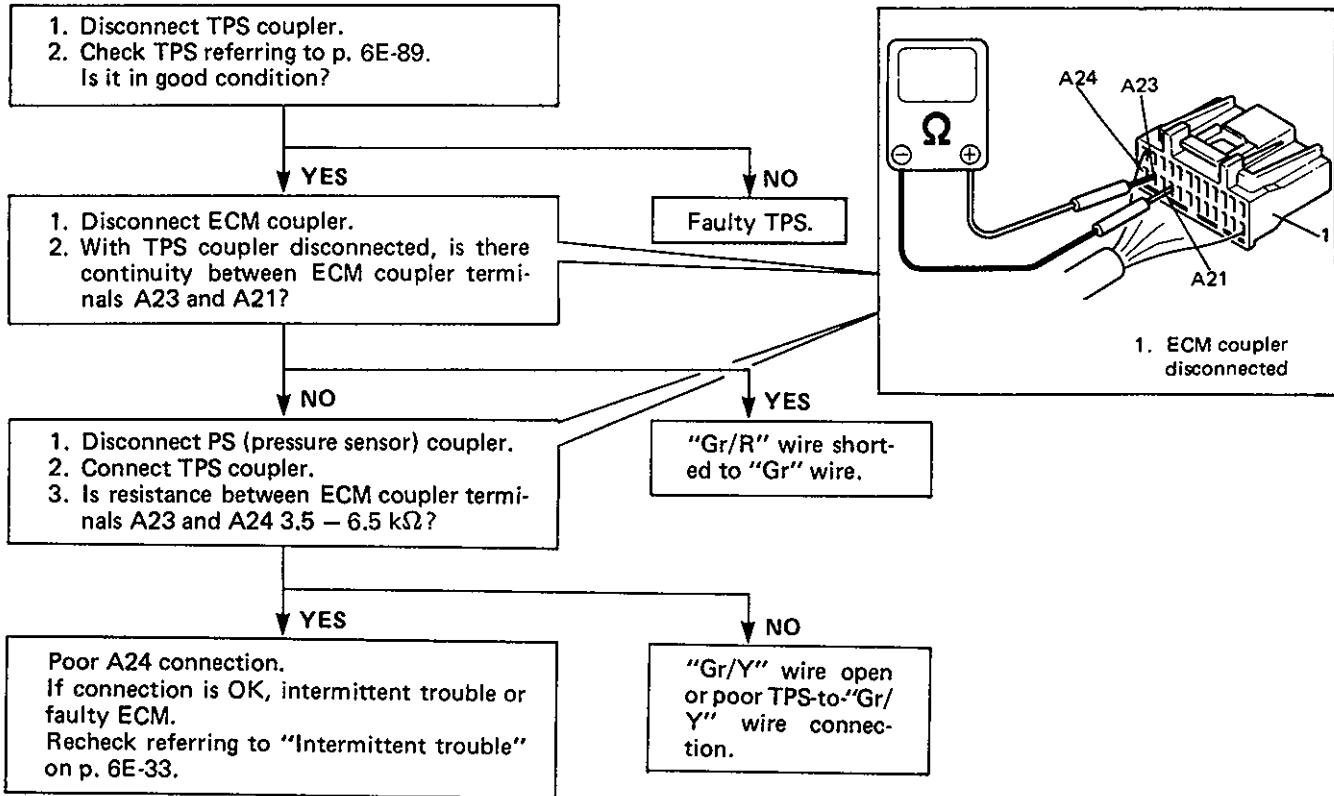 1. Disconnect TPS coupler.
2. Check TPS referring to p. 6E-89.
Is it in good condition?
YES
NO
Faulty TPS.
1. Disconnect ECM coupler.
2. With TPS coupler disconnected, is there
continuity between ECM coupler termi-
nals A23 and A21?
A24
A23
Ω
⊖
⊕
1
A21
1. ECM coupler
disconnected
NO
YES
"Gr/R" wire short-
ed to "Gr" wire.
1. Disconnect PS (pressure sensor) coupler.
2. Connect TPS coupler.
3. Is resistance between ECM coupler termi-
nals A23 and A24 3.5 – 6.5 kΩ?
YES
NO
Poor A24 connection.
If connection is OK, intermittent trouble or
faulty ECM.
Recheck referring to "Intermittent trouble"
on p. 6E-33.
"Gr/Y" wire open
or poor TPS-to-"Gr/
Y" wire connec-
tion.